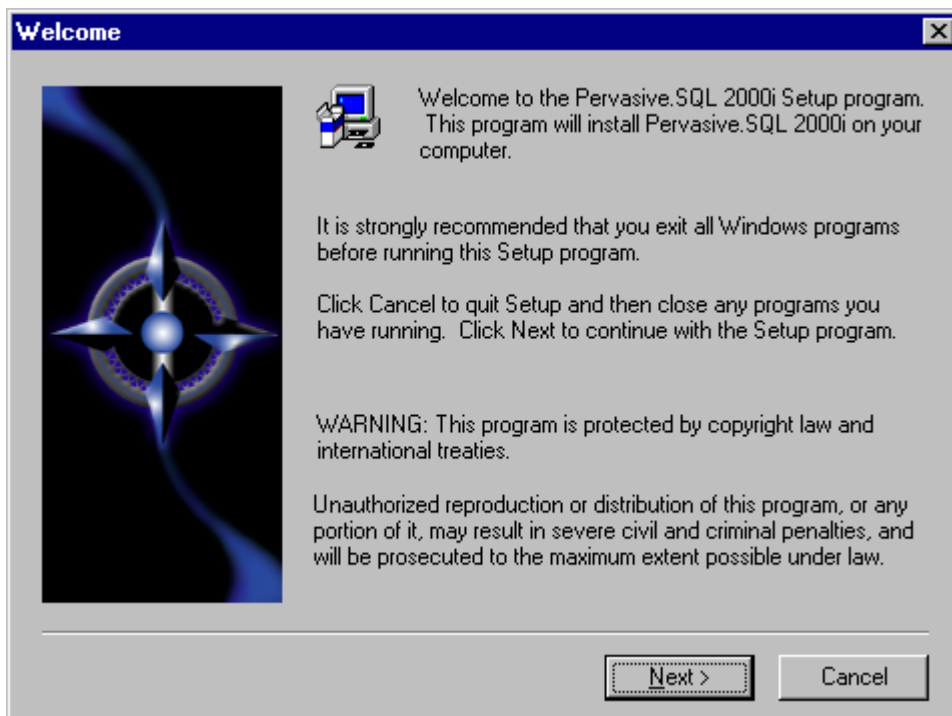 Welcome
Welcome to the Pervasive.SQL 2000i Setup program.
This program will install Pervasive.SQL 2000i on your
computer.
It is strongly recommended that you exit all Windows programs
before running this Setup program.
Click Cancel to quit Setup and then close any programs you
have running. Click Next to continue with the Setup program.
WARNING: This program is protected by copyright law and
international treaties.
Unauthorized reproduction or distribution of this program, or any
portion of it, may result in severe civil and criminal penalties, and
will be prosecuted to the maximum extent possible under law.
Next >
Cancel